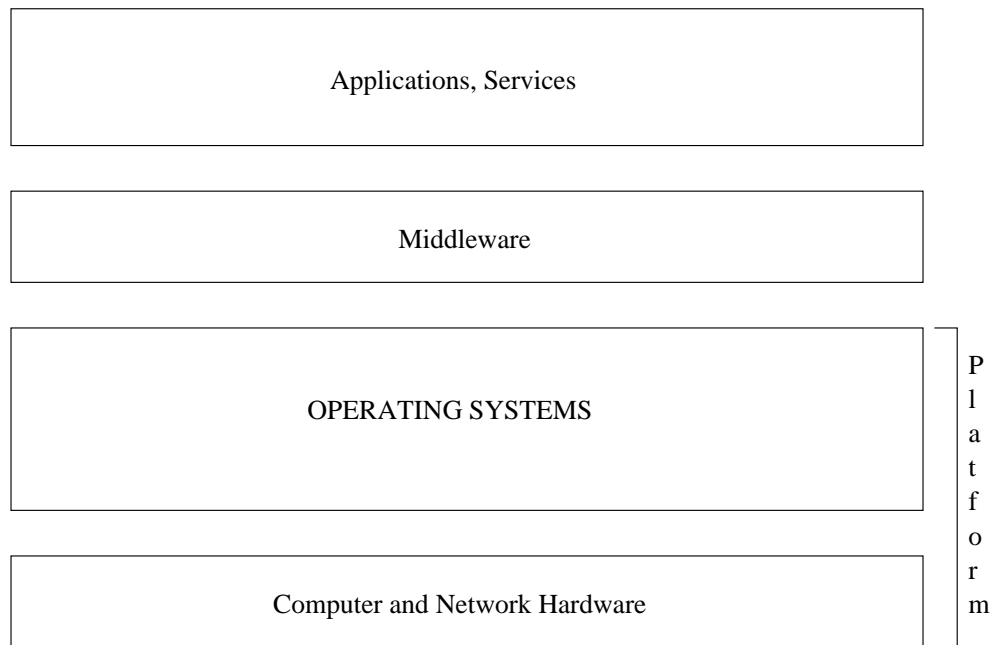 Applications, Services
Middleware
OPERATING SYSTEMS
Computer and Network Hardware
P
l
a
t
f
o
r
m